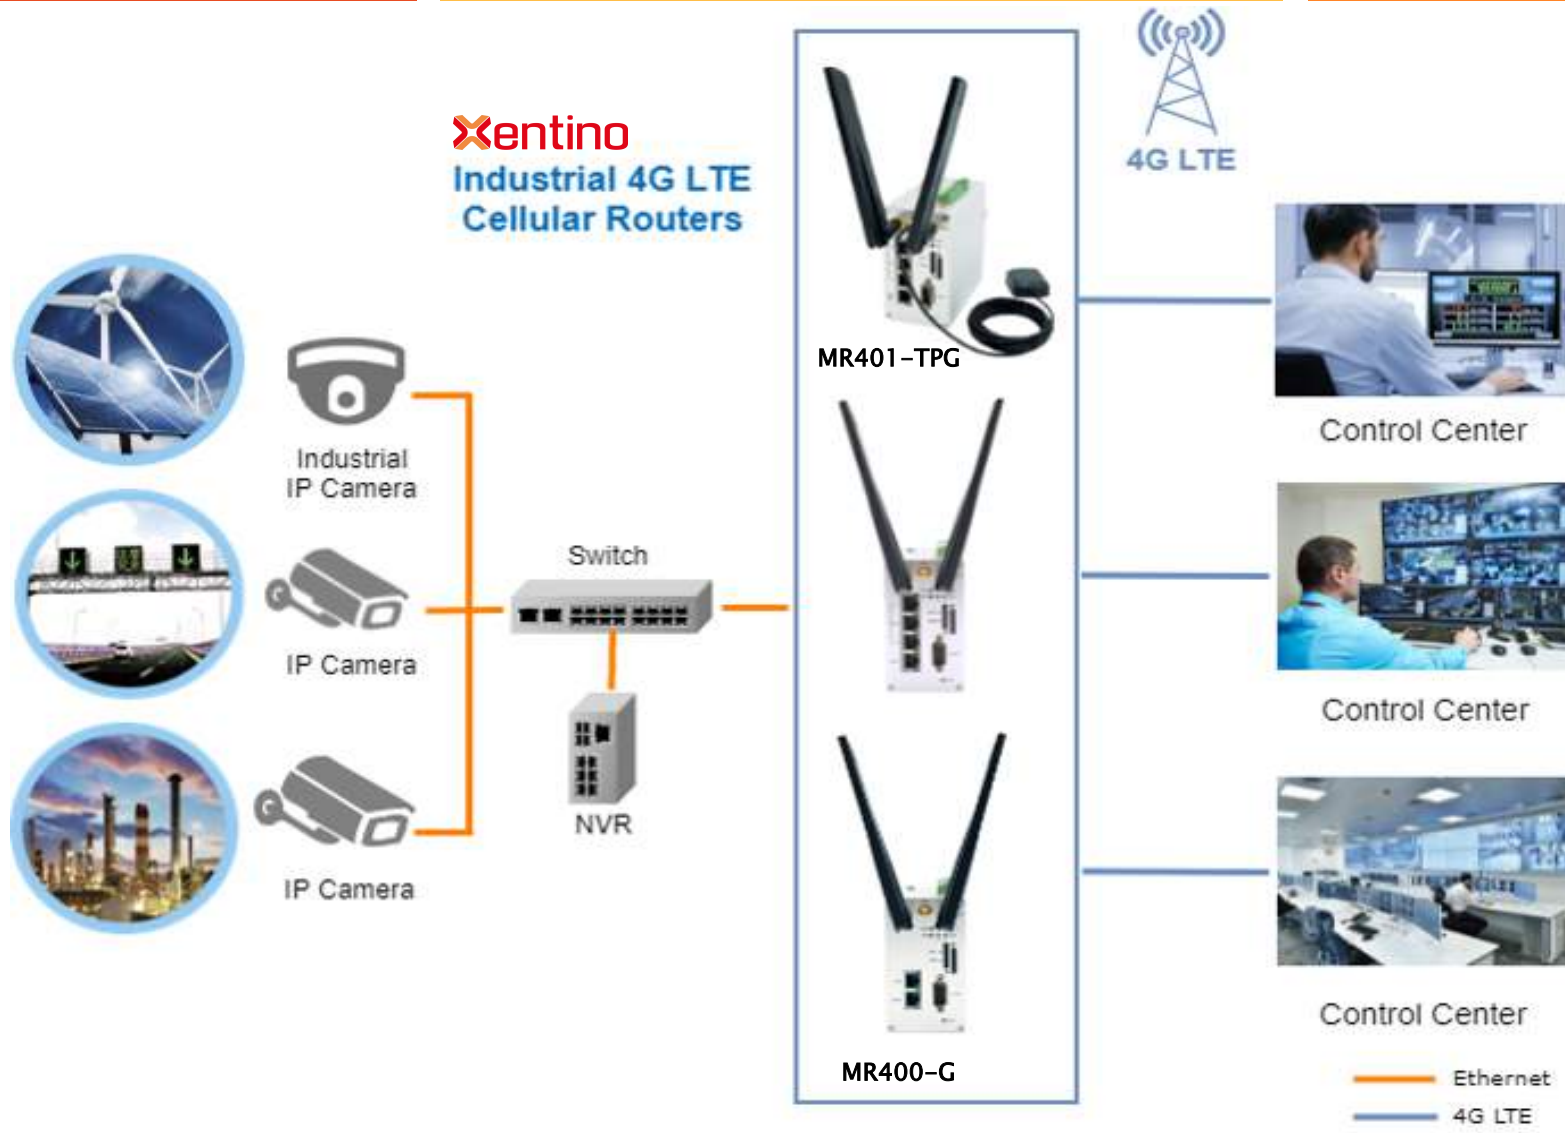 Xentino
Industrial 4G LTE
Cellular Routers
4G LTE
MR401-TPG
Control Center
Industrial
IP Camera
Switch
IP Camera
Control Center
NVR
IP Camera
MR400-G
Control Center
Ethernet
4G LTE